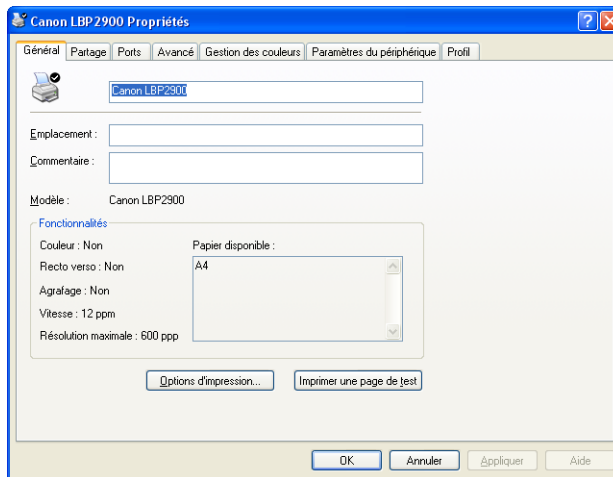 Canon LBP2900 Propriétés
Général Partage Ports Avancé Gestion des couleurs Paramètres du périphérique Profil
Canon LBP2900
Emplacement :
Commentaire :
Modèle : Canon LBP2900
Fonctionnalités
Couleur : Non Papier disponible :
Recto verso : Non A4
Agrafage : Non
Vitesse : 12 ppm
Résolution maximale : 600 ppp
Options d'impression... Imprimer une page de test
OK Annuler Appliquer Aide